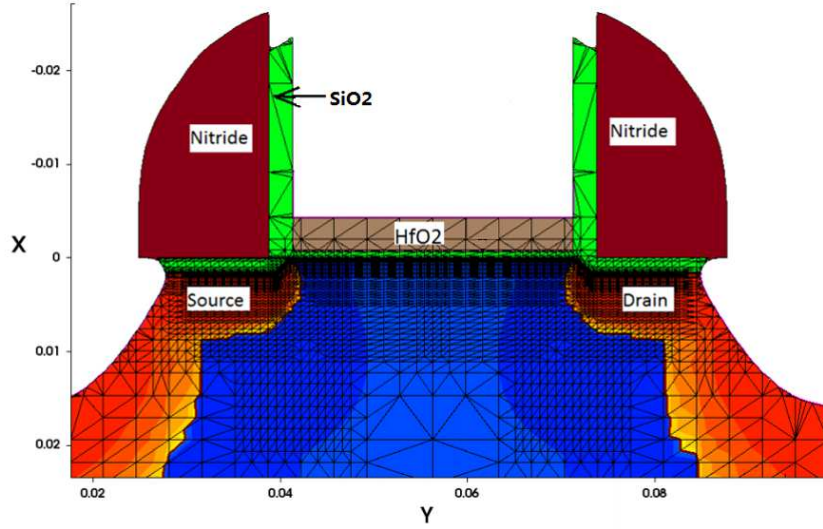 -0.02
SiO2
Nitride
Nitride
-0.01
X
HfO2
0
Source
Drain
0.01
0.02
0.02
0.04
0.06
0.08
Y